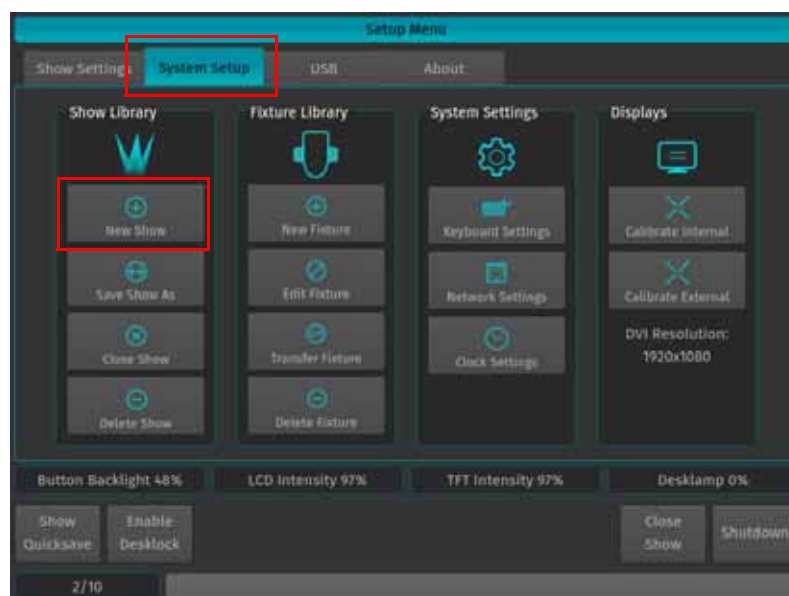 Setup Menu
Show Settings System Setup USB About
Show Library Fixture Library System Settings Displays
New Show New Fixture Keyboard Settings Calibrate Internal
Save Show As Edit Fixture Network Settings Calibrate External
Close Show Transfer Fixture Clock Settings DVI Resolution:
1920x1080
Delete Show Delete Fixture
Button Backlight 48% LCD Intensity 97% TFT Intensity 97% Desklamp 0%
Show Quicksave Enable Desklock Close Show Shutdown
2/10